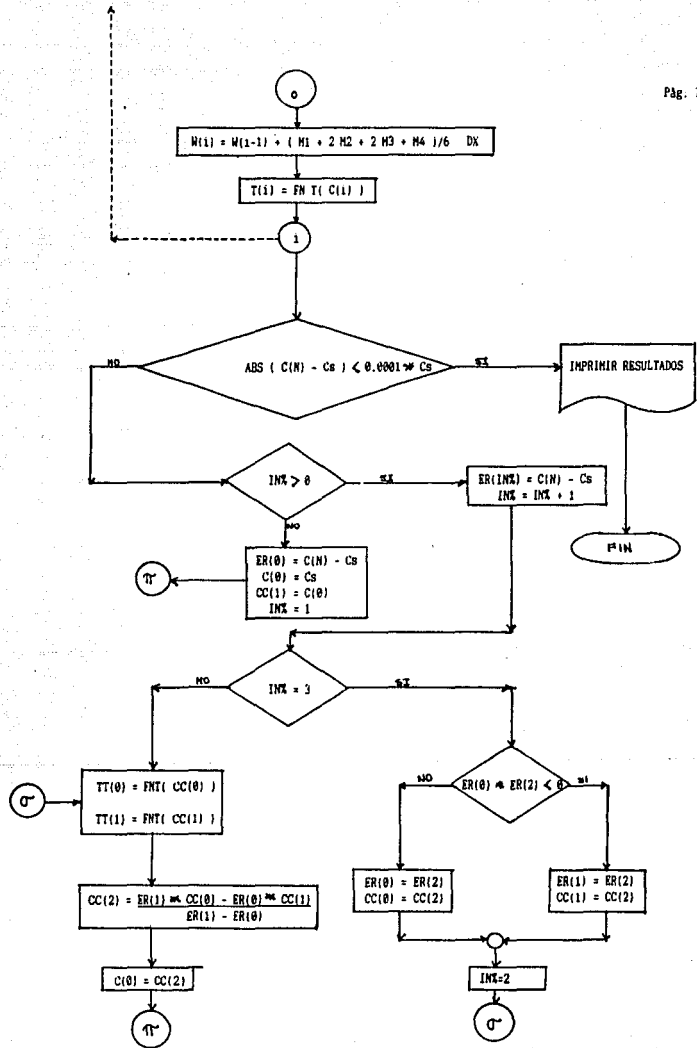 o
Pág.
W(i) = W(i-1) + ( M1 + 2 M2 + 2 M3 + M4 )/6 DX
T(i) = FN T( C(i) )
i
NO
ABS ( C(N) - Cs ) < 0.0001 * Cs
SI
IMPRIMIR RESULTADOS
IN% > 0
SI
ER(IN%) = C(N) - Cs
IN% = IN% + 1
NO
FIN
ER(0) = C(N) - Cs
C(0) = Cs
CC(1) = C(0)
IN% = 1
π
NO
IN% = 3
SI
σ
TT(0) = FNT( CC(0) )
TT(1) = FNT( CC(1) )
NO
ER(0) * ER(2) < 0
SI
CC(2) = ER(1) * CC(0) - ER(0) * CC(1)
ER(1) - ER(0)
ER(0) = ER(2)
CC(0) = CC(2)
ER(1) = ER(2)
CC(1) = CC(2)
C(0) = CC(2)
IN%=2
π
σ